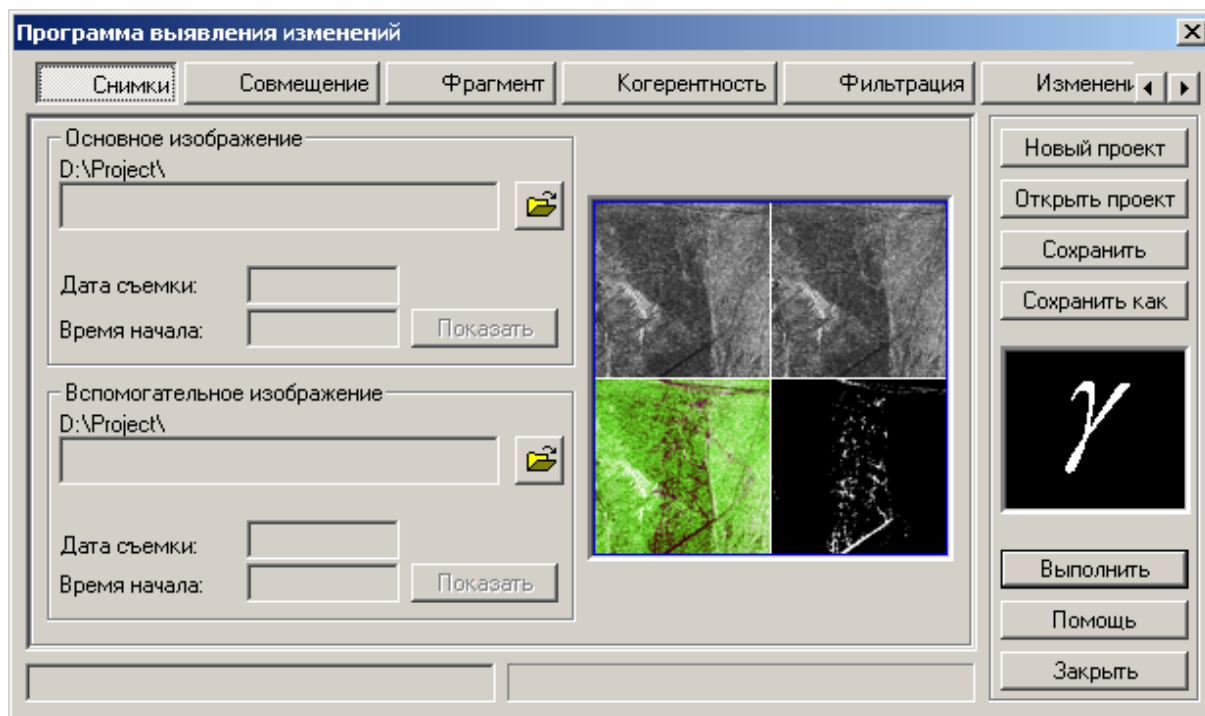 Программа выявления изменений
Снимки
Совмещение
Фрагмент
Когерентность
Фильтрация
Основное изображение
D:\Project\
Дата съемки:
Время начала:
Показать
Вспомогательное изображение
D:\Project\
Дата съемки:
Время начала:
Показать
Новый проект
Открыть проект
Сохранить
Сохранить как
γ
Выполнить
Помощь
Закрыть